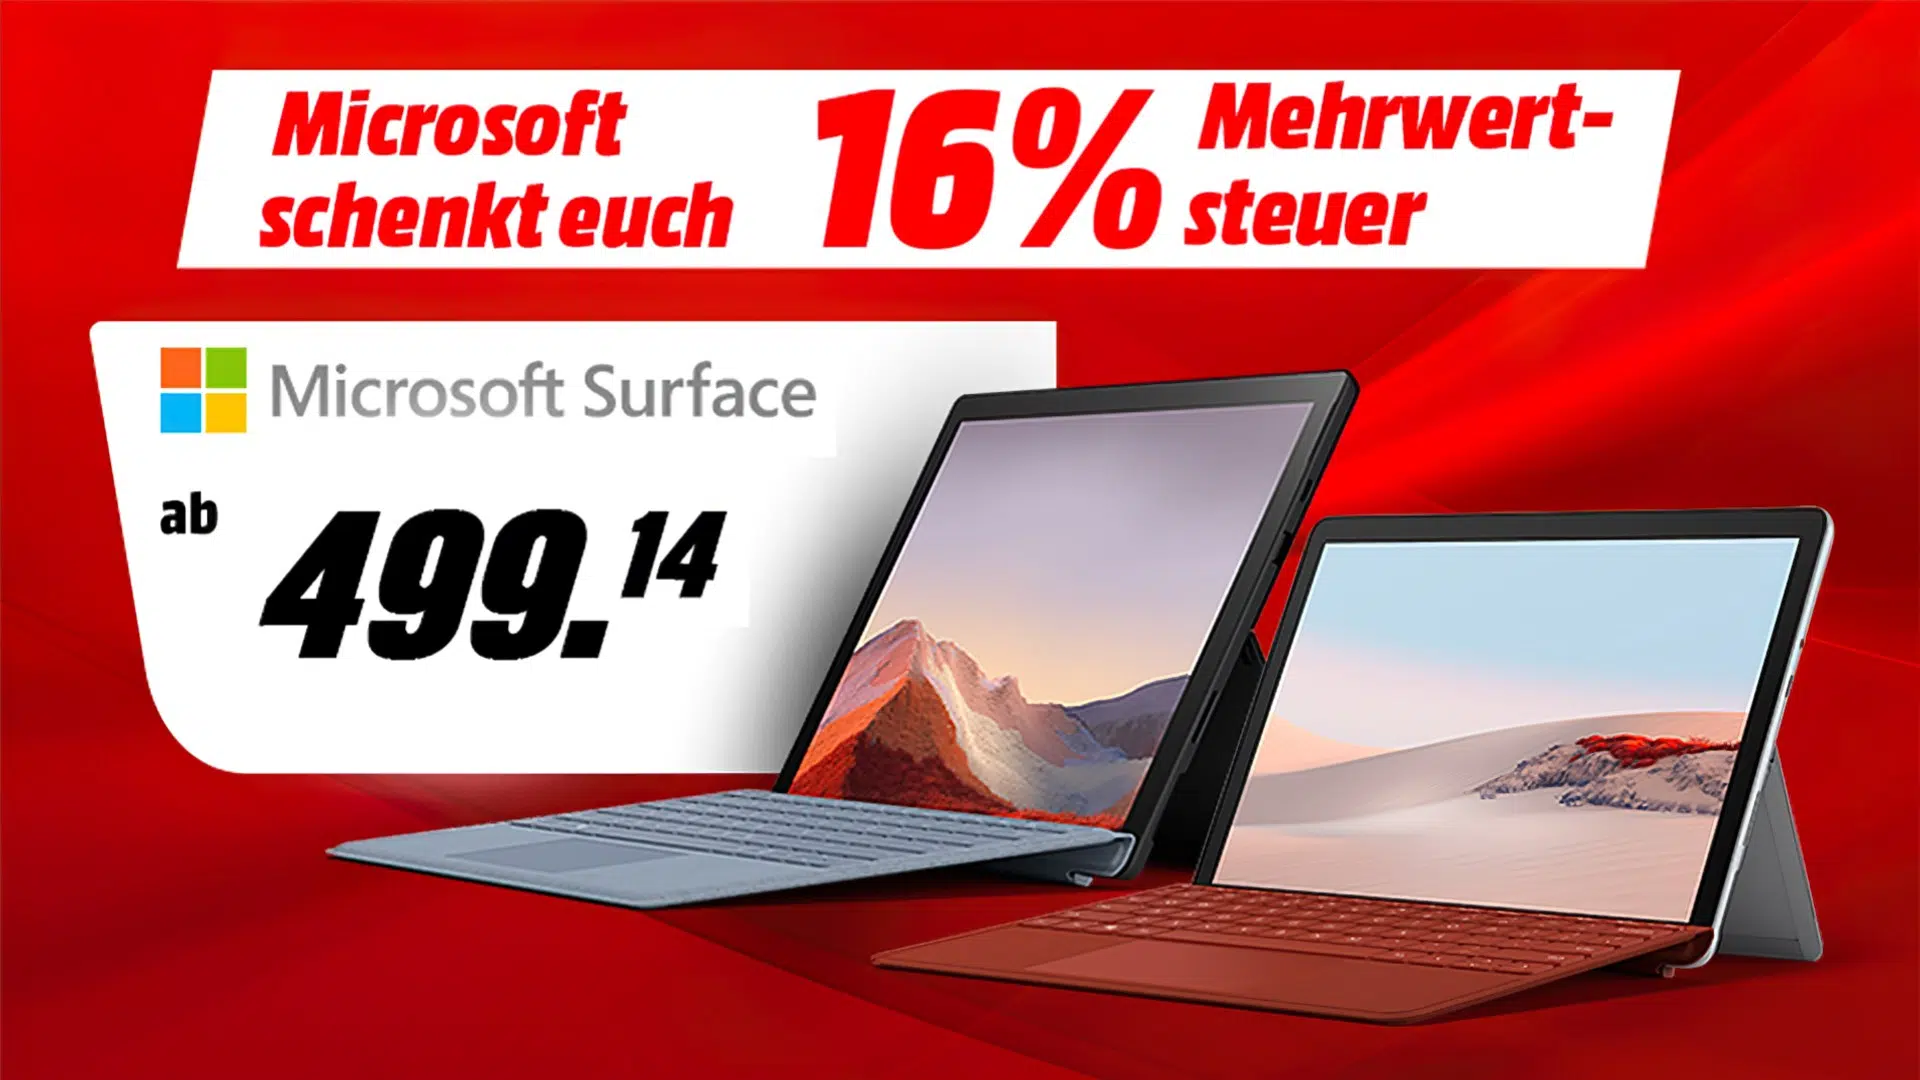 Microsoft
schenkt euch
16%
Mehrwert-
steuer
Microsoft Surface
ab
499.14